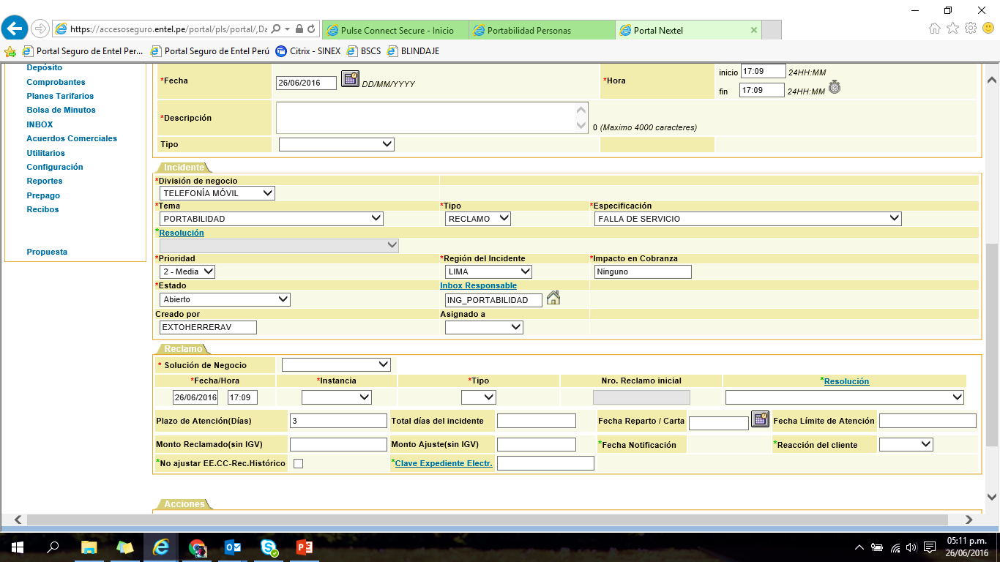 https://accesoseguro.entel.pe/portal/pls/portal/,Da
Pulse Connect Secure - Inicio
Portabilidad Personas
Portal Nextel
Portal Seguro de Entel Per...
Portal Seguro de Entel Perú
Citrix - SINEX
BSCS
BLINDAJE
Depósito
Comprobantes
Planes Tarifarios
Bolsa de Minutos
INBOX
Acuerdos Comerciales
Utilitarios
Configuración
Reportes
Prepago
Recibos
Propuesta
*Fecha 26/06/2016 DD/MM/YYYY *Hora inicio 17:09 24HH:MM
fin 17:09 24HH:MM
*Descripción 0 (Maximo 4000 caracteres)
Tipo
Incidente
*División de negocio
TELEFONÍA MÓVIL
*Tema *Tipo *Especificación
PORTABILIDAD RECLAMO FALLA DE SERVICIO
*Resolución
*Prioridad *Región del Incidente *Impacto en Cobranza
2 - Media LIMA Ninguno
*Estado Inbox Responsable
Abierto ING_PORTABILIDAD
Creado por Asignado a
EXTOHERRERAV
Reclamo
* Solución de Negocio
*Fecha/Hora *Instancia *Tipo Nro. Reclamo inicial *Resolución
26/06/2016 17:09
Plazo de Atención(Días) 3 Total días del incidente Fecha Reparto / Carta Fecha Límite de Atención
Monto Reclamado(sin IGV) Monto Ajuste(sin IGV) *Fecha Notificación *Reacción del cliente
*No ajustar EE.CC-Rec.Histórico *Clave Expediente Electr.
Acciones
05:11 p.m.
26/06/2016